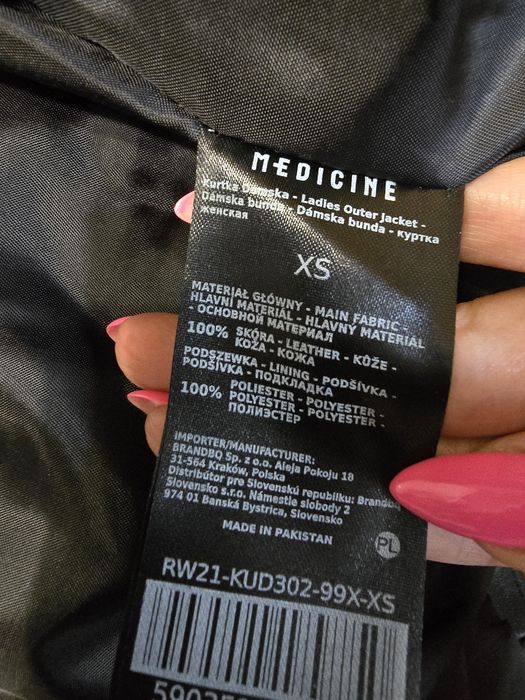 MEDICINE
Kurtka Damska - Ladies Outer Jacket -
Dámska bunda - Dámska bunda - куртка
женская
XS
MATERIAŁ GŁÓWNY - MAIN FABRIC -
HLAVNÍ MATERIÁL - HLAVNÝ MATERIÁL
- ОСНОВНОЙ МАТЕРИАЛ
100% SKÓRA - LEATHER - KŮŽE -
KOŽA - КОЖА
PODSZEWKA - LINING - PODŠÍVKA -
PODŠÍVKA - ПОДКЛАДКА
100% POLIESTER - POLYESTER -
POLYESTER - POLYESTER -
ПОЛИЭСТЕР
IMPORTER/MANUFACTURER:
BRANDBQ Sp. z o.o. Aleja Pokoju 18
31-564 Kraków, Polska
Distribútor pre Slovenskú republiku: Brandbq
Slovensko s.r.o. Námestie slobody 2
974 01 Banská Bystrica, Slovensko
MADE IN PAKISTAN
PL
RW21-KUD302-99X-XS